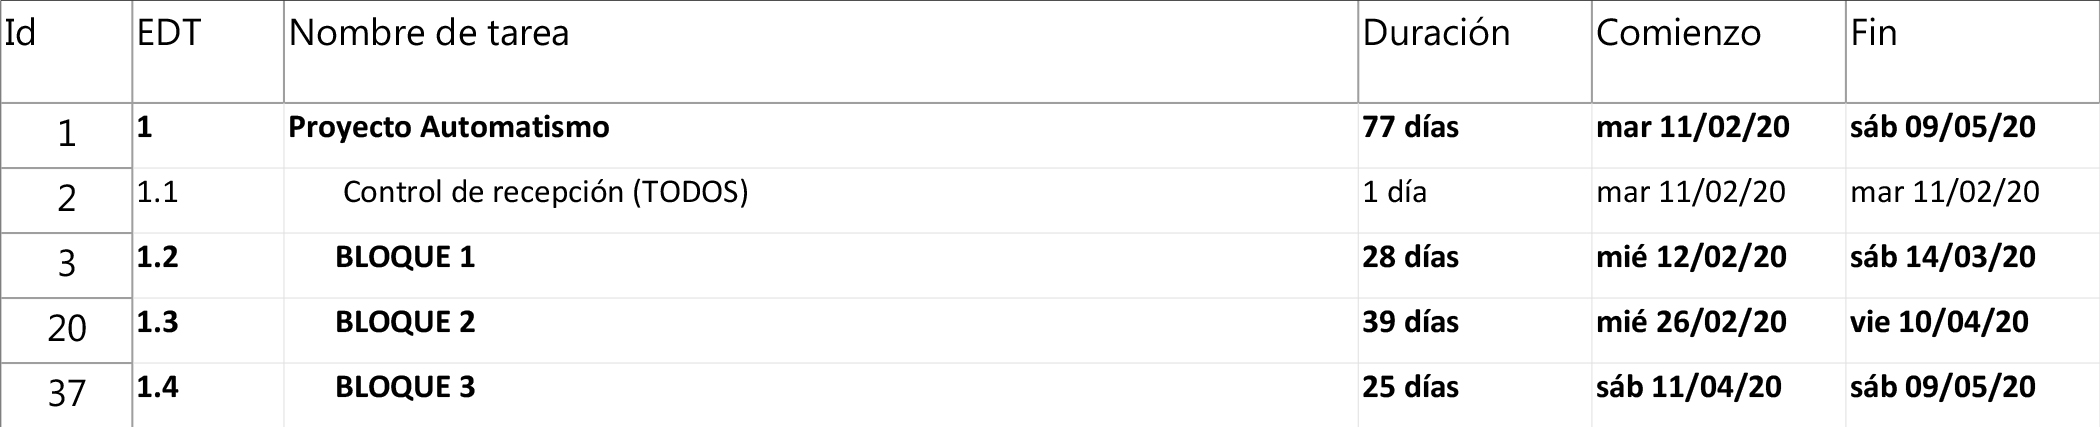 Id EDT Nombre de tarea Duración Comienzo Fin
1 1 Proyecto Automatismo 77 días mar 11/02/20 sáb 09/05/20
2 1.1 Control de recepción (TODOS) 1 día mar 11/02/20 mar 11/02/20
3 1.2 BLOQUE 1 28 días mié 12/02/20 sáb 14/03/20
20 1.3 BLOQUE 2 39 días mié 26/02/20 vie 10/04/20
37 1.4 BLOQUE 3 25 días sáb 11/04/20 sáb 09/05/20